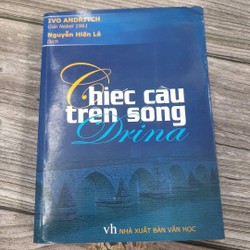 IVO ANDRITCH
Giải Nobel 1961
Nguyễn Hiến Lê
Dịch
Chiếc cầu
trên sông
Drina
vh NHÀ XUẤT BẢN VĂN HỌC